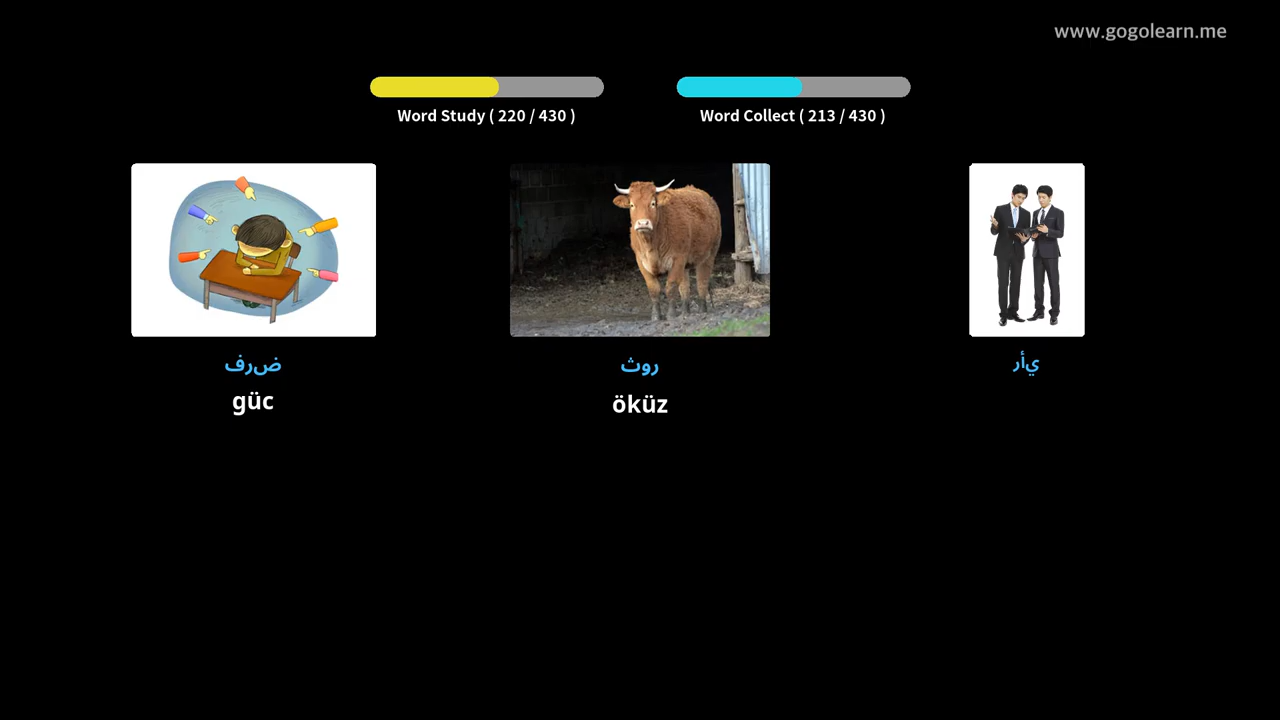 www.gogolearn.me
Word Study ( 220 / 430 )
Word Collect ( 213 / 430 )
ضرف
روث
يأر
güc
öküz